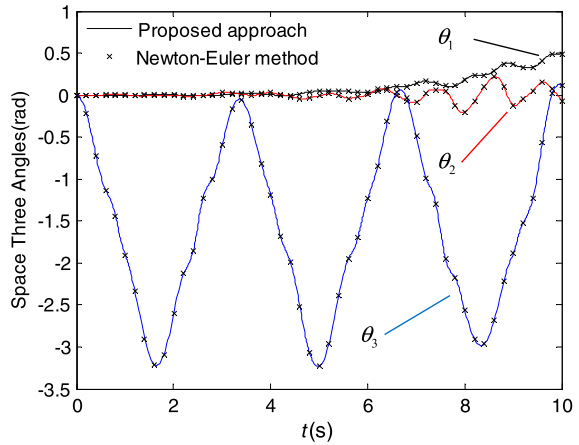 Proposed approach
Newton-Euler method
θ1
θ2
θ3
Space Three Angles(rad)
1
0.5
0
-0.5
-1
-1.5
-2
-2.5
-3
-3.5
0 2 4 6 8 10
t(s)